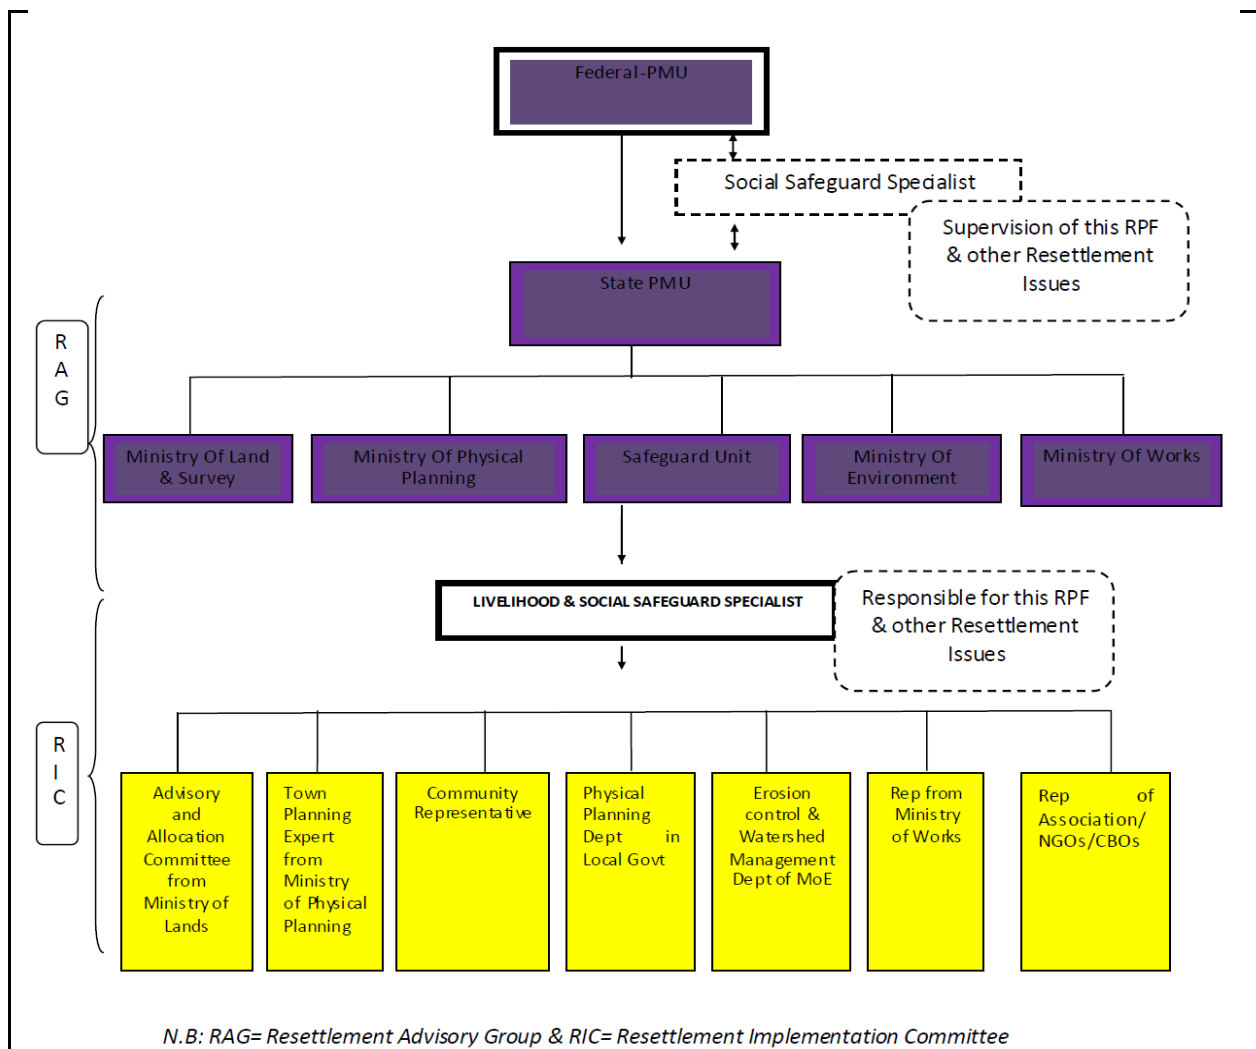 Federal-PMU
Social Safeguard Specialist
Supervision of this RPF
& other Resettlement
Issues
State PMU
R
A
G
Ministry Of Land
& Survey
Ministry Of Physical
Planning
Safeguard Unit
Ministry Of
Environment
Ministry Of Works
LIVELIHOOD & SOCIAL SAFEGUARD SPECIALIST
Responsible for this RPF
& other Resettlement
Issues
R
I
C
Advisory
and
Allocation
Committee
from
Ministry of
Lands
Town
Planning
Expert
from
Ministry
of Physical
Planning
Community
Representative
Physical
Planning
Dept in
Local Govt
Erosion
control &
Watershed
Management
Dept of MoE
Rep from
Ministry
of Works
Rep of
Association/
NGOs/CBOs
N.B: RAG= Resettlement Advisory Group & RIC= Resettlement Implementation Committee